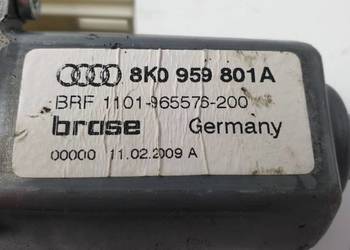 8K0 959 801A
BRF 1101-965576-200
brose Germany
00000 11.02.2009 A